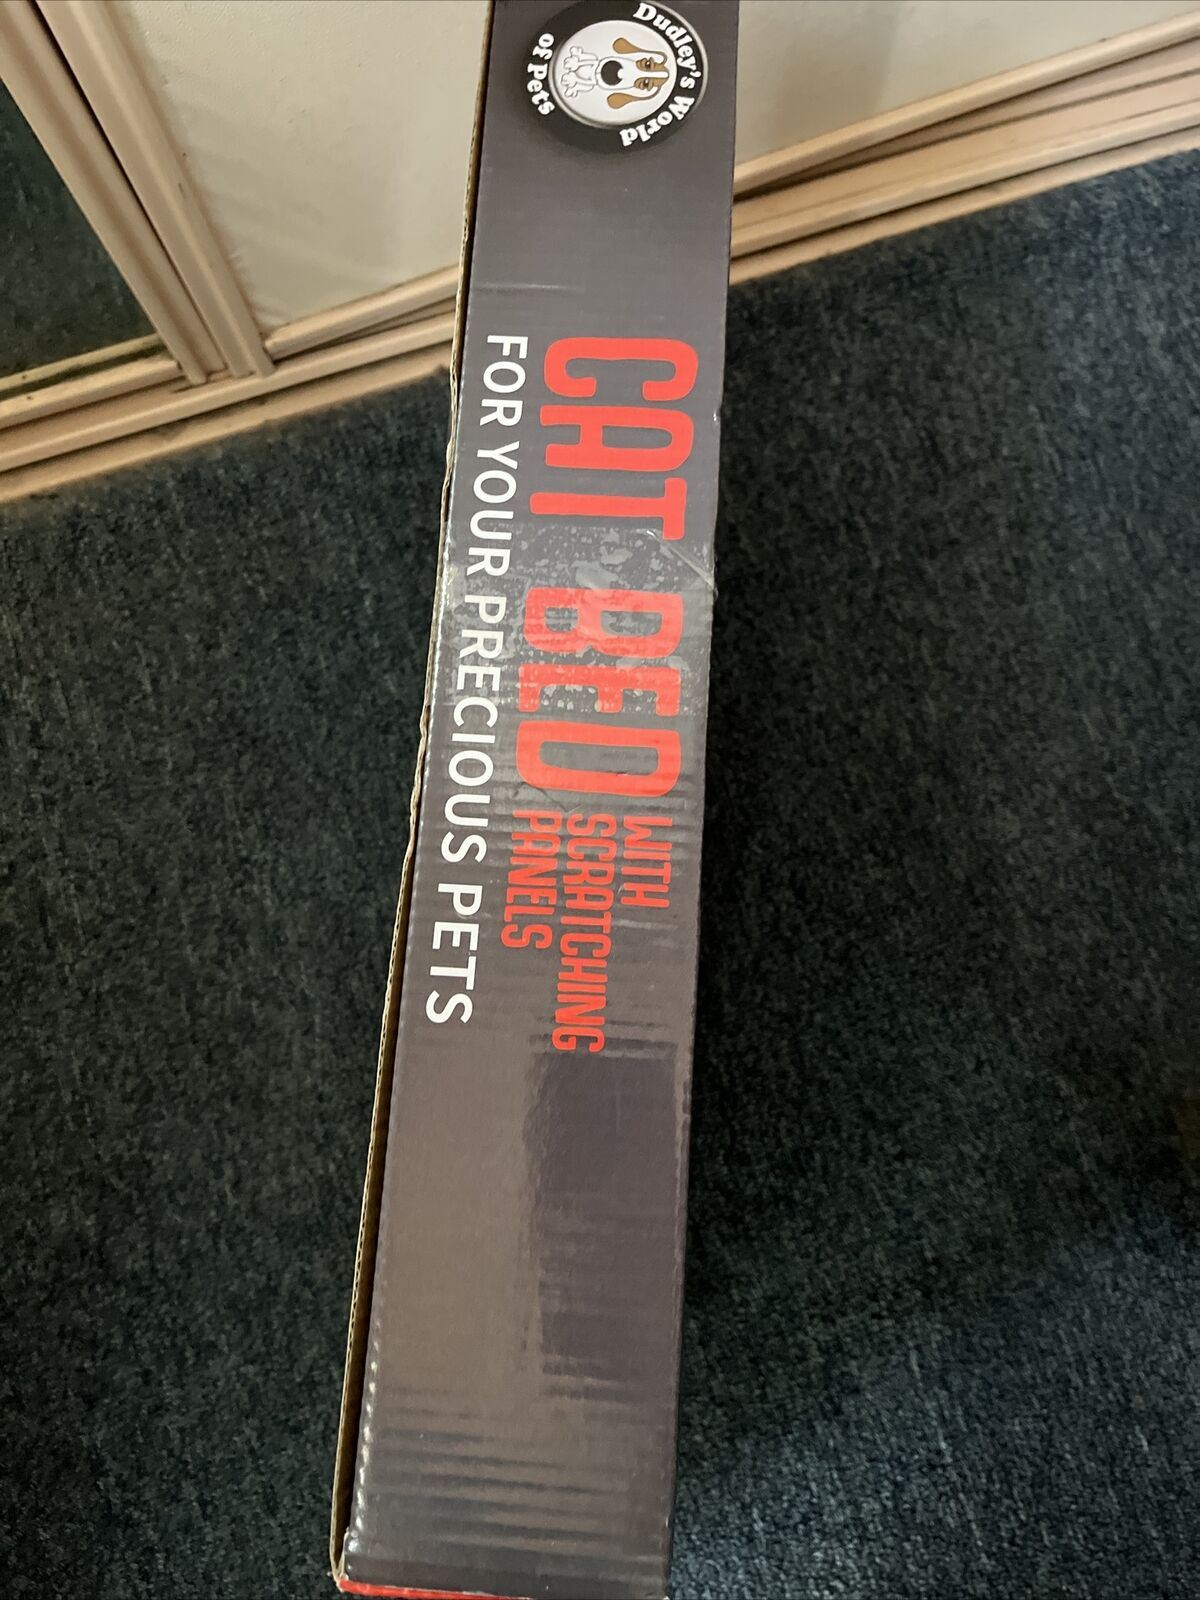 Dudley's World
of Pets
CAT BED
WITH
SCRATCHING
PANELS
FOR YOUR PRECIOUS PETS